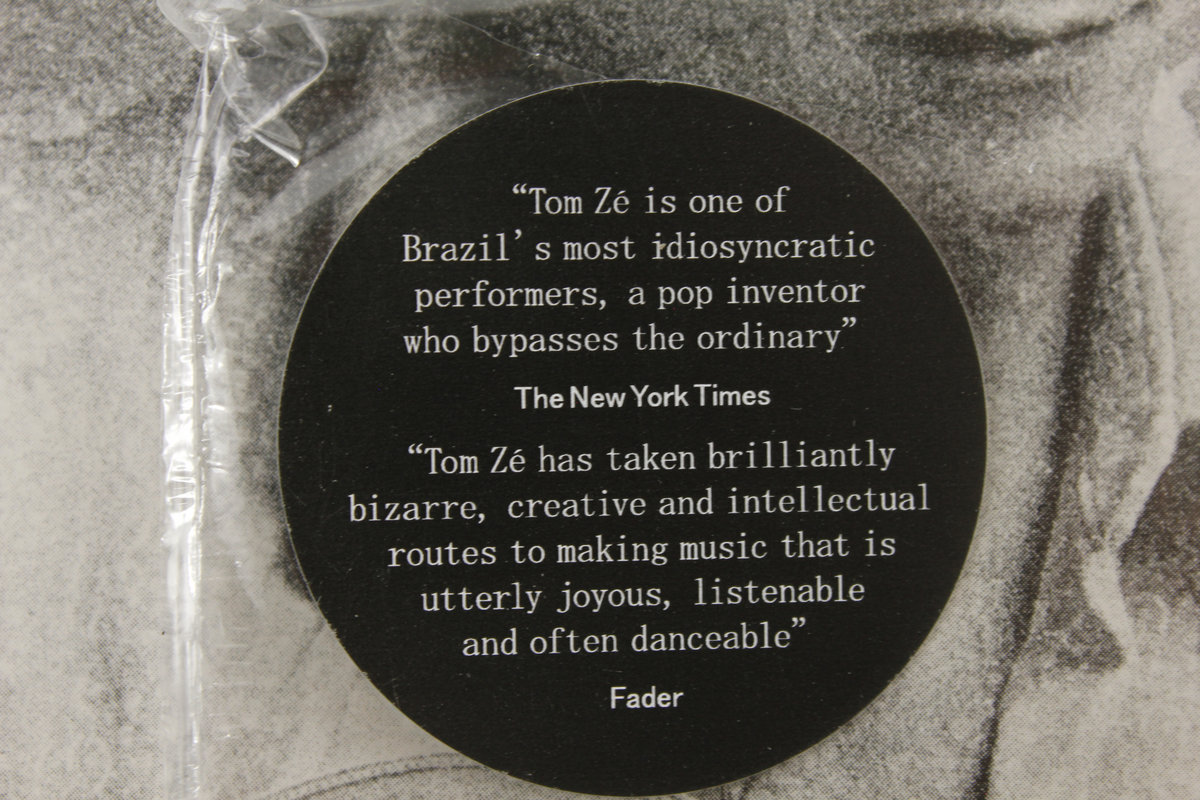 “Tom Zé is one of
Brazil’s most idiosyncratic
performers, a pop inventor
who bypasses the ordinary”
The New York Times
“Tom Zé has taken brilliantly
bizarre, creative and intellectual
routes to making music that is
utterly joyous, listenable
and often danceable”
Fader